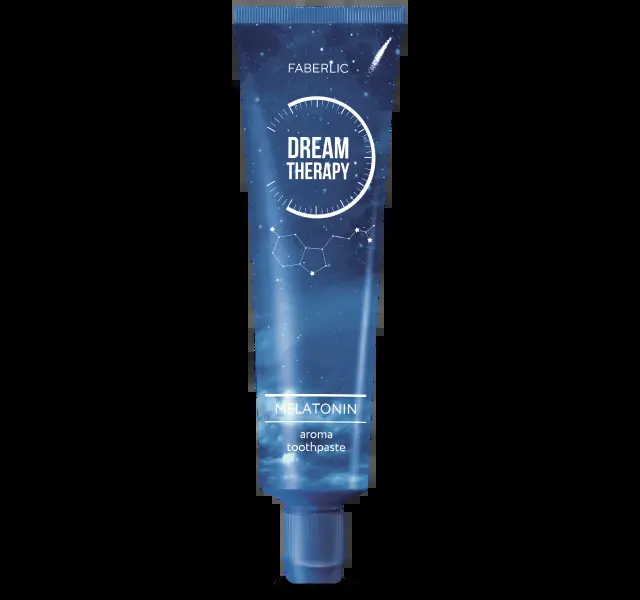 FABERLIC
DREAM
THERAPY
MELATONIN
aroma
toothpaste